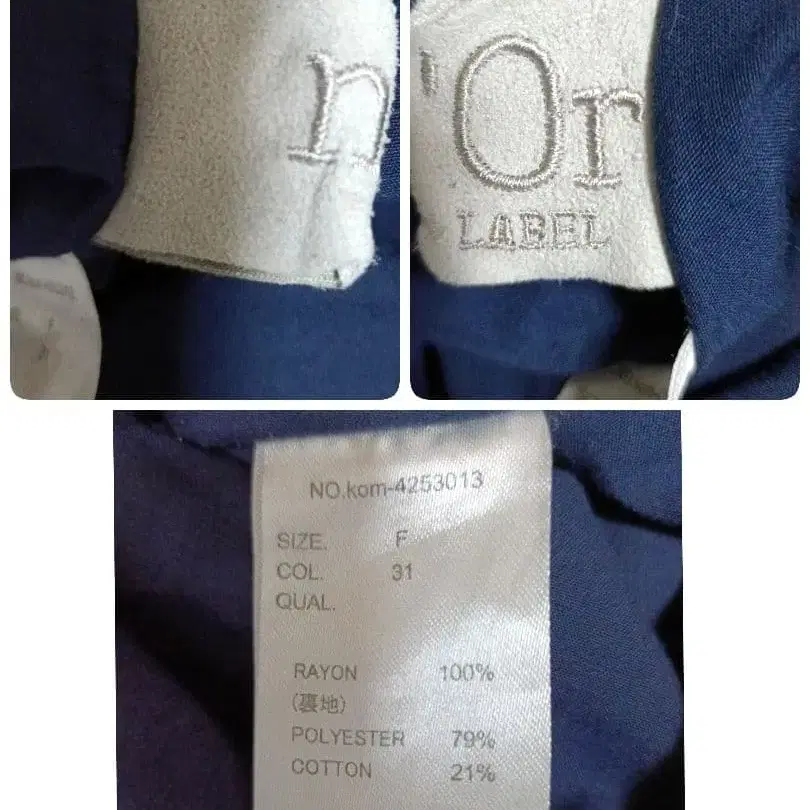 n
'Or
LABEL
NO.kom-4253013
SIZE. F
COL. 31
QUAL.
RAYON 100%
(裏地)
POLYESTER 79%
COTTON 21%